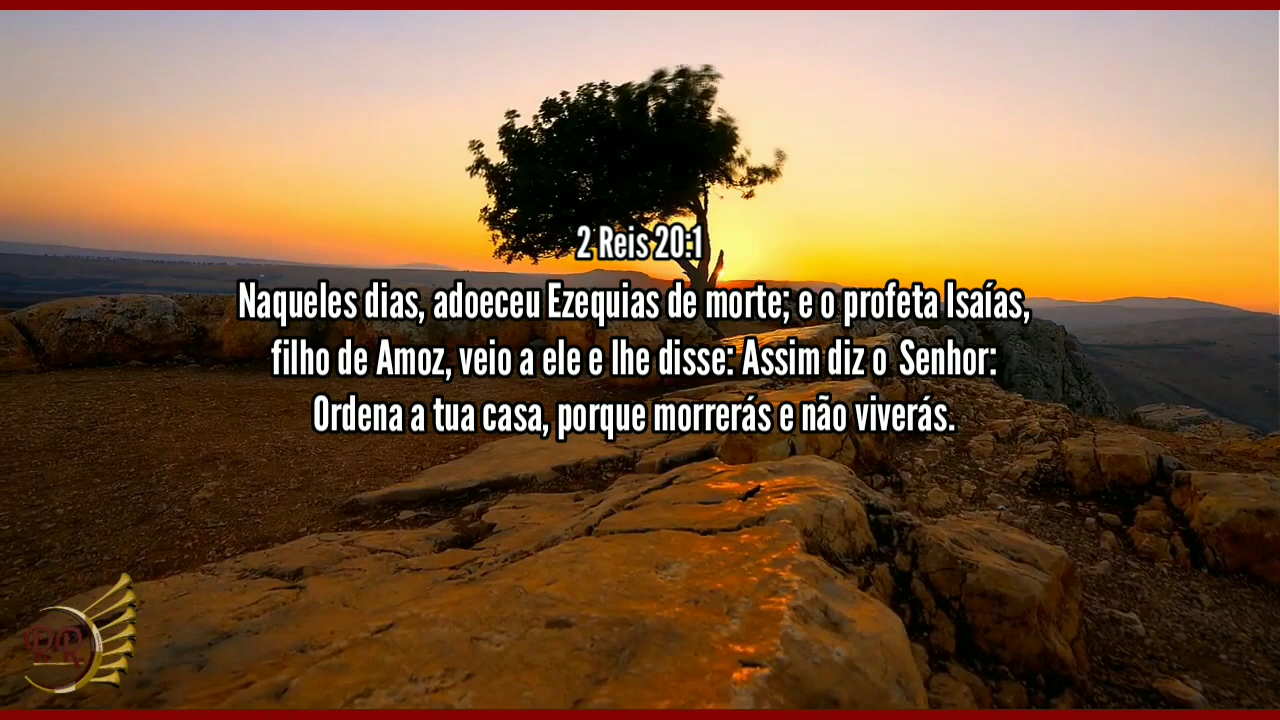 2 Reis 20:1
Naqueles dias, adoeceu Ezequias de morte; e o profeta Isaías,
filho de Amoz, veio a ele e lhe disse: Assim diz o Senhor:
Ordena a tua casa, porque morrerás e não viverás.